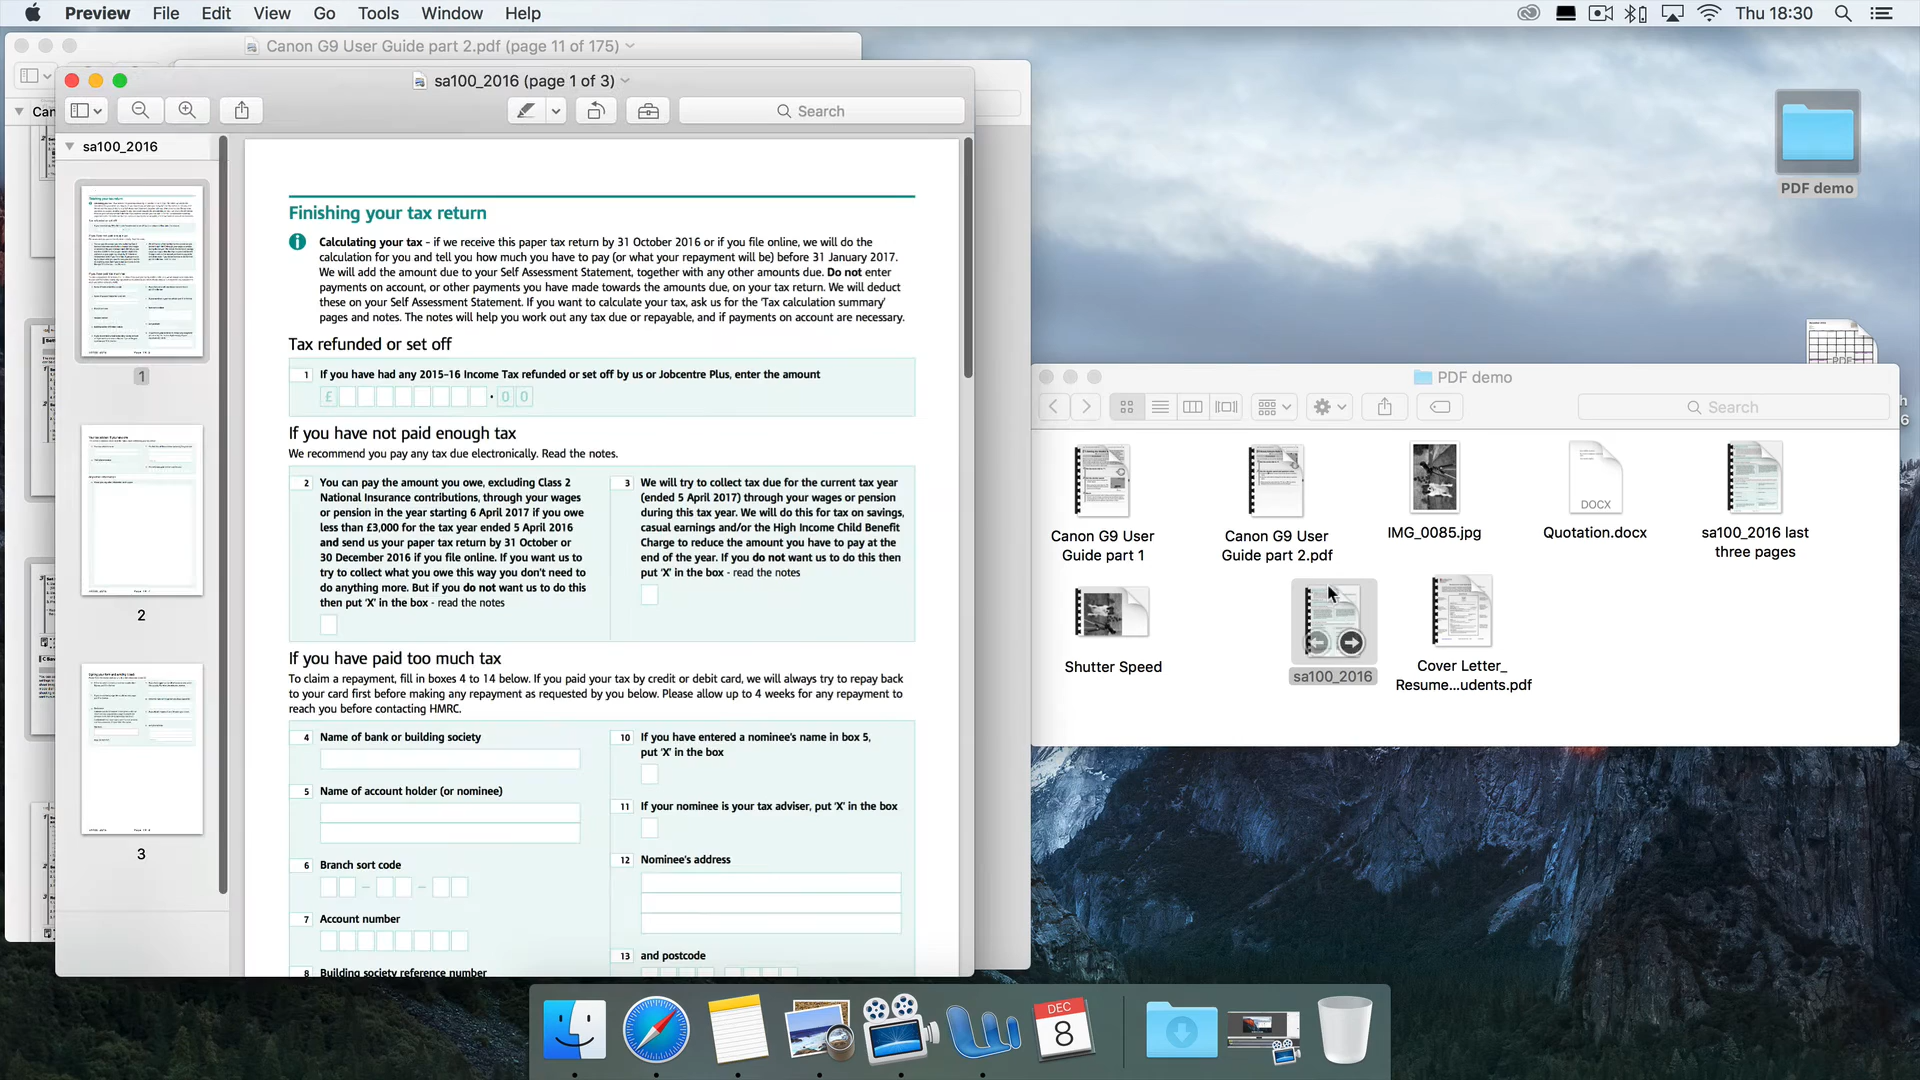 Preview File Edit View Go Tools Window Help
Thu 18:30
Canon G9 User Guide part 2.pdf (page 11 of 175)
sa100_2016 (page 1 of 3)
Search
Can
sa100_2016
1
2
3
Finishing your tax return
Calculating your tax – if we receive this paper tax return by 31 October 2016 or if you file online, we will do the
calculation for you and tell you how much you have to pay (or what your repayment will be) before 31 January 2017.
We will add the amount due to your Self Assessment Statement, together with any other amounts due. Do not enter
payments on account, or other payments you have made towards the amounts due, on your tax return. We will deduct
these on your Self Assessment Statement. If you want to calculate your tax, ask us for the 'Tax calculation summary'
pages and notes. The notes will help you work out any tax due or repayable, and if payments on account are necessary.
Tax refunded or set off
1 If you have had any 2015–16 Income Tax refunded or set off by us or Jobcentre Plus, enter the amount
£ • 0 0
If you have not paid enough tax
We recommend you pay any tax due electronically. Read the notes.
2 You can pay the amount you owe, excluding Class 2
National Insurance contributions, through your wages
or pension in the year starting 6 April 2017 if you owe
less than £3,000 for the tax year ended 5 April 2016
and send us your paper tax return by 31 October or
30 December 2016 if you file online. If you want us to
try to collect what you owe this way you don't need to
do anything more. But if you do not want us to do this
then put 'X' in the box - read the notes
3 We will try to collect tax due for the current tax year
(ended 5 April 2017) through your wages or pension
during this tax year. We will do this for tax on savings,
casual earnings and/or the High Income Child Benefit
Charge to reduce the amount you have to pay at the
end of the year. If you do not want us to do this then
put 'X' in the box - read the notes
If you have paid too much tax
To claim a repayment, fill in boxes 4 to 14 below. If you paid your tax by credit or debit card, we will always try to repay back
to your card first before making any repayment as requested by you below. Please allow up to 4 weeks for any repayment to
reach you before contacting HMRC.
4 Name of bank or building society
5 Name of account holder (or nominee)
6 Branch sort code
7 Account number
8 Building society reference number
10 If you have entered a nominee's name in box 5,
put 'X' in the box
11 If your nominee is your tax adviser, put 'X' in the box
12 Nominee's address
13 and postcode
PDF demo
PDF
PDF demo
Search
Canon G9 User
Guide part 1
Canon G9 User
Guide part 2.pdf
IMG_0085.jpg
DOCX
Quotation.docx
sa100_2016 last
three pages
Shutter Speed
sa100_2016
Cover Letter_
Resume...udents.pdf
DEC
8